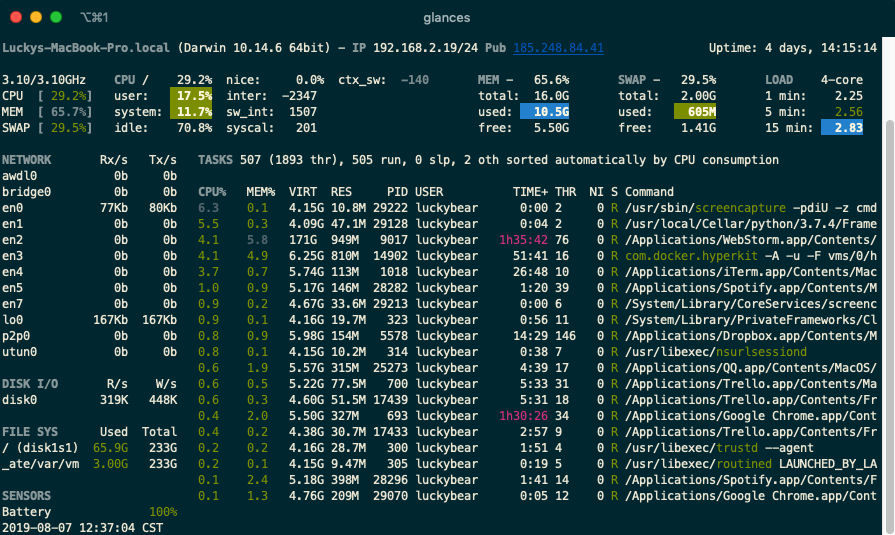 ⌥⌘1 glances
Luckys-MacBook-Pro.local (Darwin 10.14.6 64bit) - IP 192.168.2.19/24 Pub 185.248.84.41 Uptime: 4 days, 14:15:14
3.10/3.10GHz CPU / 29.2% nice: 0.0% ctx_sw: -140 MEM - 65.6% SWAP - 29.5% LOAD 4-core
CPU [ 29.2%] user: 17.5% inter: -2347 total: 16.0G total: 2.00G 1 min: 2.25
MEM [ 65.7%] system: 11.7% sw_int: 1507 used: 10.5G used: 605M 5 min: 2.56
SWAP [ 29.5%] idle: 70.8% syscal: 201 free: 5.50G free: 1.41G 15 min: 2.83
NETWORK Rx/s Tx/s TASKS 507 (1893 thr), 505 run, 0 slp, 2 oth sorted automatically by CPU consumption
awdl0 0b 0b
bridge0 0b 0b CPU% MEM% VIRT RES PID USER TIME+ THR NI S Command
en0 77Kb 80Kb 6.3 0.1 4.15G 10.8M 29222 luckybear 0:00 2 0 R /usr/sbin/screencapture -pdiU -z cmd
en1 0b 0b 5.5 0.3 4.09G 47.1M 29128 luckybear 0:04 2 0 R /usr/local/Cellar/python/3.7.4/Frame
en2 0b 0b 4.1 5.8 171G 949M 9017 luckybear 1h35:42 76 0 R /Applications/WebStorm.app/Contents/
en3 0b 0b 4.1 4.9 6.25G 810M 14902 luckybear 51:41 16 0 R com.docker.hyperkit -A -u -F vms/0/h
en4 0b 0b 3.7 0.7 5.74G 113M 1018 luckybear 26:48 10 0 R /Applications/iTerm.app/Contents/Mac
en5 0b 0b 1.0 0.9 5.17G 146M 28282 luckybear 1:20 39 0 R /Applications/Spotify.app/Contents/M
en7 0b 0b 0.9 0.2 4.67G 33.6M 29213 luckybear 0:00 6 0 R /System/Library/CoreServices/screenc
lo0 167Kb 167Kb 0.9 0.1 4.16G 19.7M 323 luckybear 0:56 11 0 R /System/Library/PrivateFrameworks/Cl
p2p0 0b 0b 0.8 0.9 5.98G 154M 5578 luckybear 14:29 146 0 R /Applications/Dropbox.app/Contents/M
utun0 0b 0b 0.8 0.1 4.15G 10.2M 314 luckybear 0:38 7 0 R /usr/libexec/nsurlsessiond
0.6 1.9 5.57G 315M 25273 luckybear 4:39 17 0 R /Applications/QQ.app/Contents/MacOS/
DISK I/O R/s W/s 0.6 0.5 5.22G 77.5M 700 luckybear 5:33 31 0 R /Applications/Trello.app/Contents/Ma
disk0 319K 448K 0.6 0.3 4.60G 51.5M 17439 luckybear 5:31 18 0 R /Applications/Trello.app/Contents/Fr
0.4 2.0 5.50G 327M 693 luckybear 1h30:26 34 0 R /Applications/Google Chrome.app/Cont
FILE SYS Used Total 0.4 0.2 4.38G 30.7M 17433 luckybear 2:57 9 0 R /Applications/Trello.app/Contents/Fr
/ (disk1s1) 65.9G 233G 0.2 0.2 4.16G 28.7M 300 luckybear 1:51 4 0 R /usr/libexec/trustd --agent
_ate/var/vm 3.00G 233G 0.2 0.1 4.15G 9.47M 305 luckybear 0:19 5 0 R /usr/libexec/routined LAUNCHED_BY_LA
0.1 2.4 5.18G 398M 28296 luckybear 1:41 14 0 R /Applications/Spotify.app/Contents/F
SENSORS 0.1 1.3 4.76G 209M 29070 luckybear 0:05 12 0 R /Applications/Google Chrome.app/Cont
Battery 100%
2019-08-07 12:37:04 CST